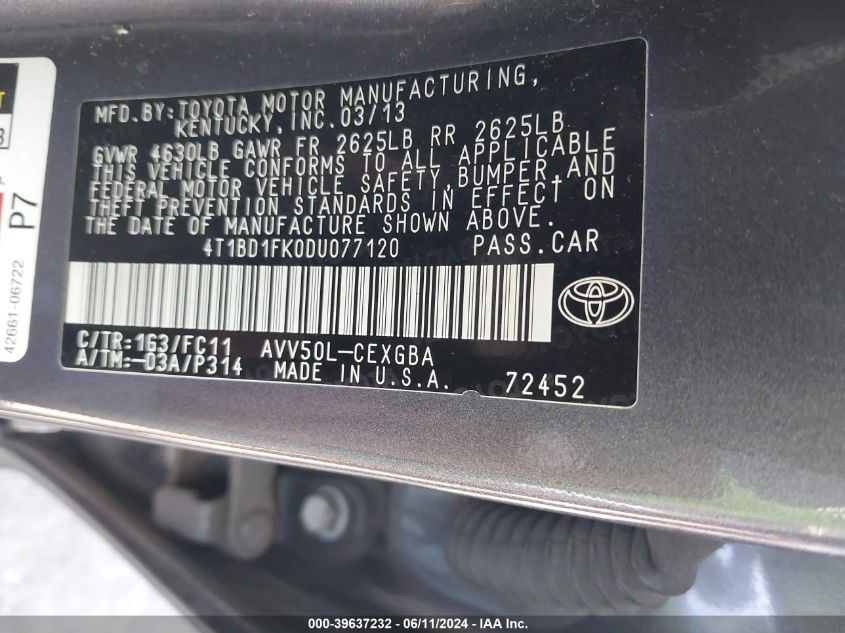 MFD.BY:TOYOTA MOTOR MANUFACTURING,
KENTUCKY,INC.03/13
GVWR 4630LB GAWR FR 2625LB RR 2625LB
THIS VEHICLE CONFORMS TO ALL APPLICABLE
FEDERAL MOTOR VEHICLE SAFETY,BUMPER,AND
THEFT PREVENTION STANDARDS IN EFFECT ON
THE DATE OF MANUFACTURE SHOWN ABOVE.
4T1BD1FK0DU077120 PASS.CAR
C/TR:163/FC11 AVV50L-CEXGBA
A/TM:-03A/P314 MADE IN U.S.A. 72452
P7
42661-06722
000-39637232 - 06/11/2024 - IAAI - Copyright IAA, Inc.